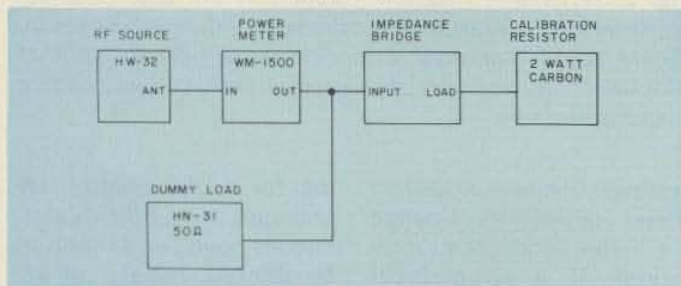 RF SOURCE
HW-32
ANT
POWER
METER
WM-1500
IN OUT
IMPEDANCE
BRIDGE
INPUT LOAD
CALIBRATION
RESISTOR
2 WATT
CARBON
DUMMY LOAD
HN-31
50Ω